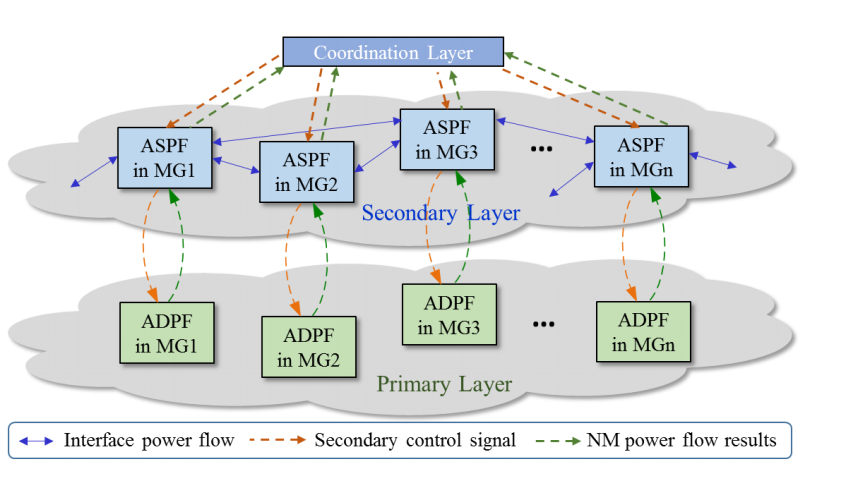 Coordination Layer
ASPF
in MG1
ASPF
in MG2
ASPF
in MG3
...
ASPF
in MGn
Secondary Layer
ADPF
in MG1
ADPF
in MG2
ADPF
in MG3
...
ADPF
in MGn
Primary Layer
Interface power flow
Secondary control signal
NM power flow results